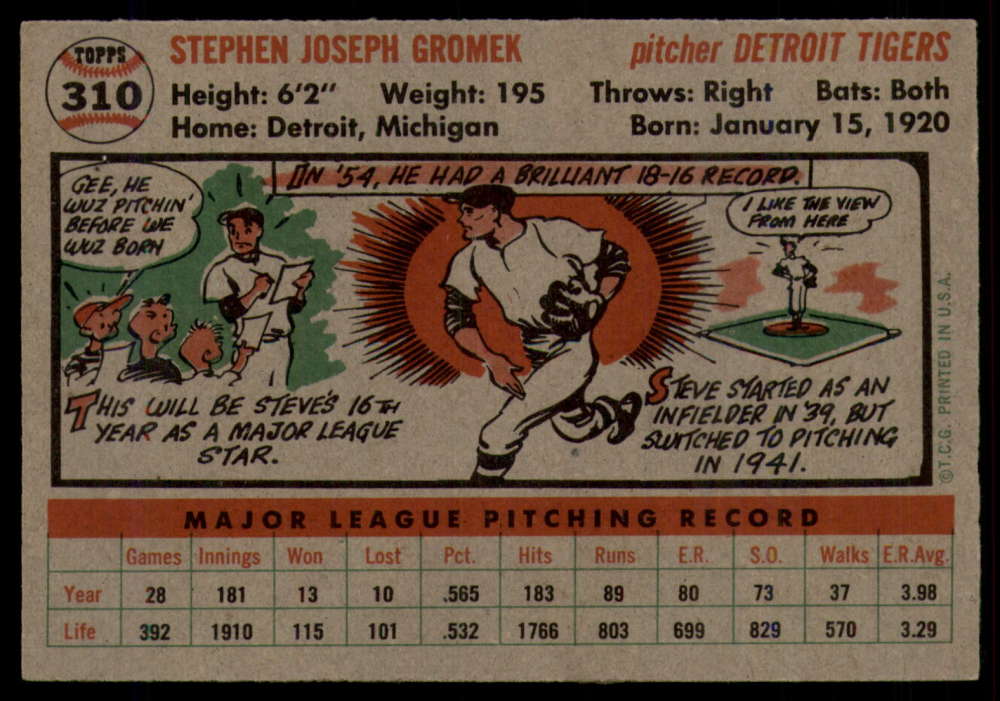 TOPPS
310
STEPHEN JOSEPH GROMEK
pitcher DETROIT TIGERS
Height: 6'2" Weight: 195 Throws: Right Bats: Both
Home: Detroit, Michigan Born: January 15, 1920
GEE, HE
WUZ PITCHIN'
BEFORE WE
WUZ BORN
IN '54, HE HAD A BRILLIANT 18-16 RECORD.
I LIKE THE VIEW
FROM HERE
THIS WILL BE STEVE'S 16TH
YEAR AS A MAJOR LEAGUE
STAR.
STEVE STARTED AS AN
INFIELDER IN '39, BUT
SWITCHED TO PITCHING
IN 1941.
©T.C.G. PRINTED IN U.S.A.
MAJOR LEAGUE PITCHING RECORD
Games Innings Won Lost Pct. Hits Runs E.R. S.O. Walks E.R.Avg.
Year 28 181 13 10 .565 183 89 80 73 37 3.98
Life 392 1910 115 101 .532 1766 803 699 829 570 3.29